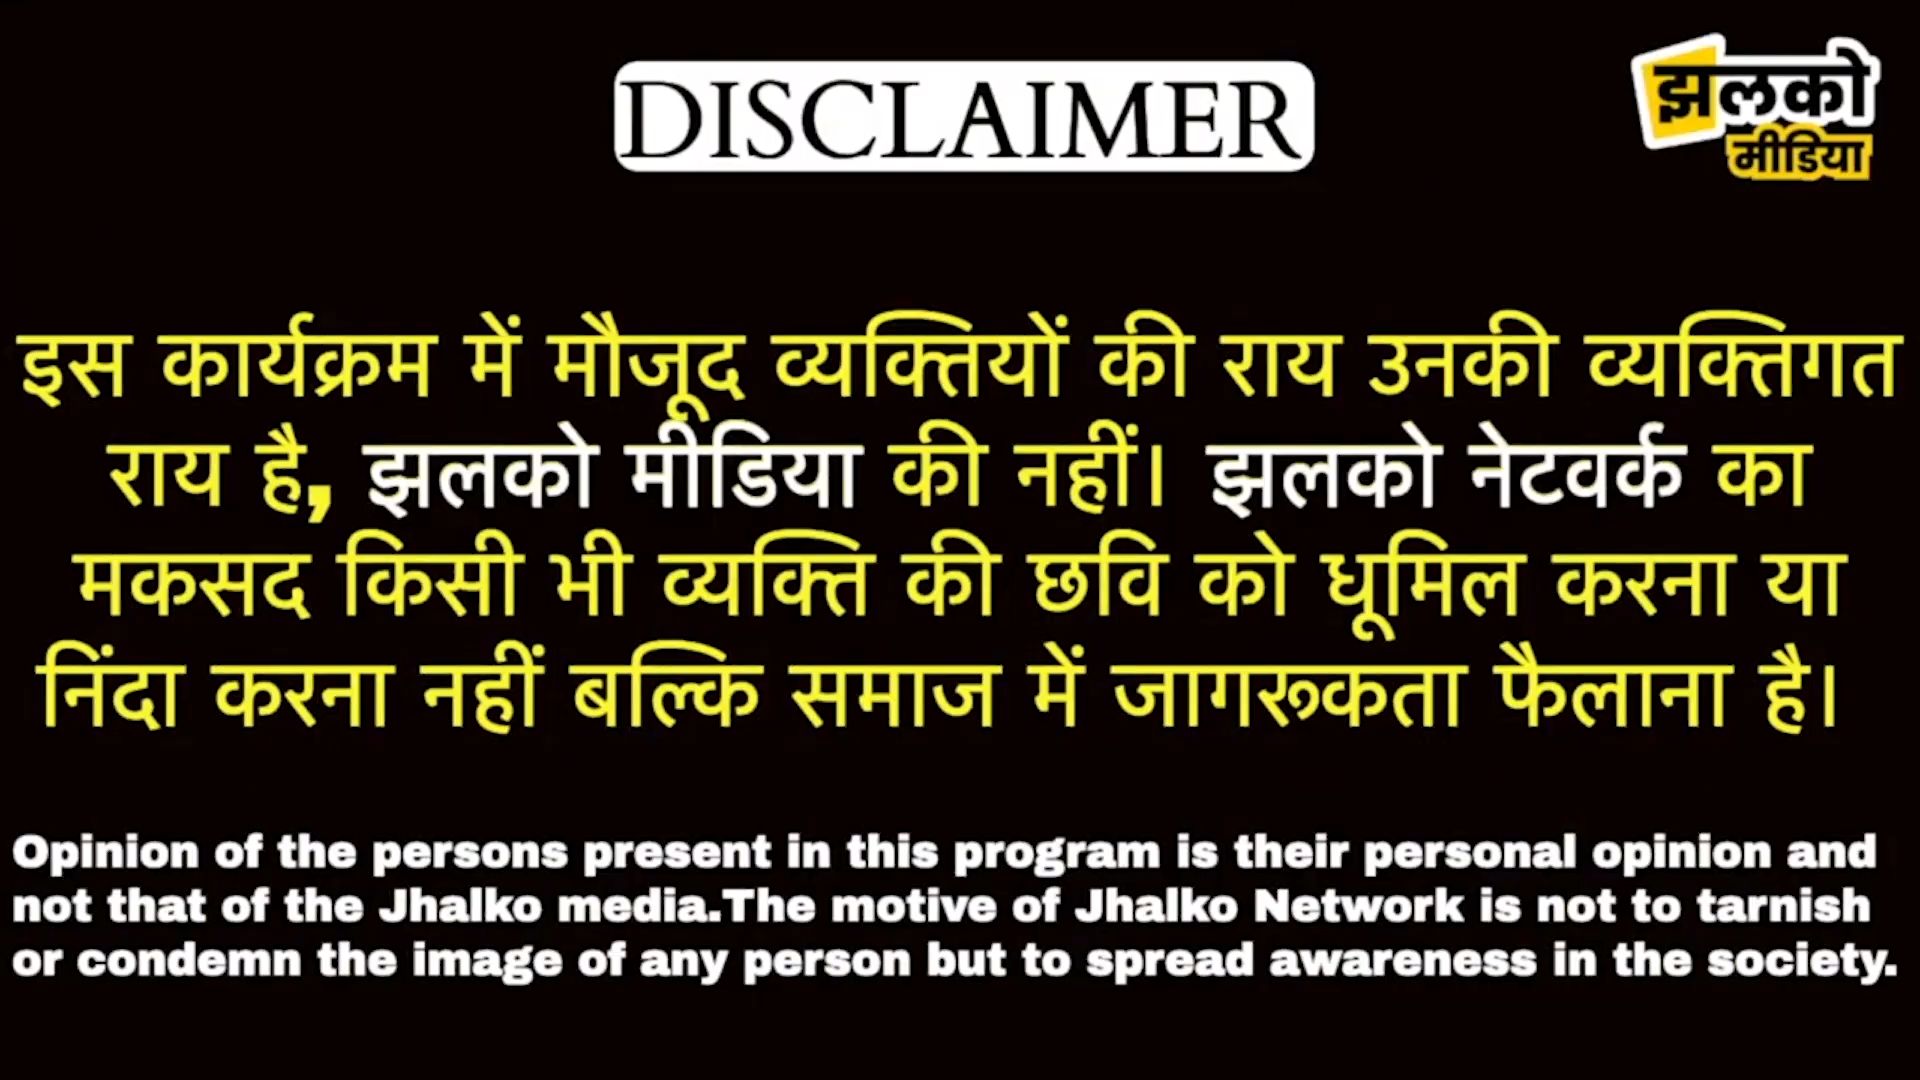 DISCLAIMER
झलको
मीडिया
इस कार्यक्रम में मौजूद व्यक्तियों की राय उनकी व्यक्तिगत
राय है, झलको मीडिया की नहीं। झलको नेटवर्क का
मकसद किसी भी व्यक्ति की छवि को धूमिल करना या
निंदा करना नहीं बल्कि समाज में जागरूकता फैलाना है।
Opinion of the persons present in this program is their personal opinion and
not that of the Jhalko media.The motive of Jhalko Network is not to tarnish
or condemn the image of any person but to spread awareness in the society.